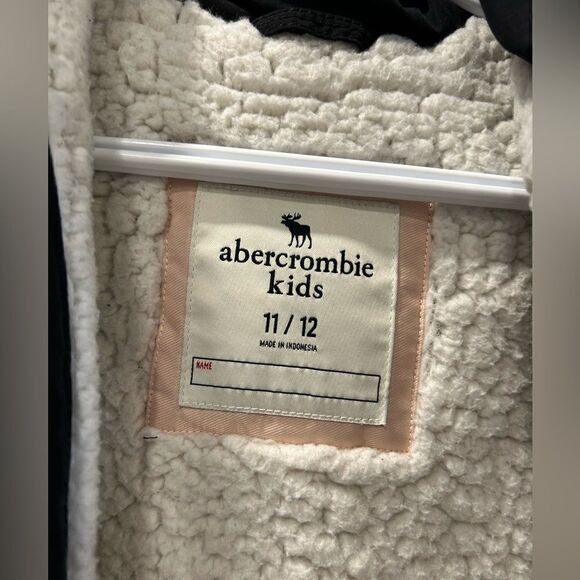 abercrombie
kids
11 / 12
MADE IN INDONESIA
NAME